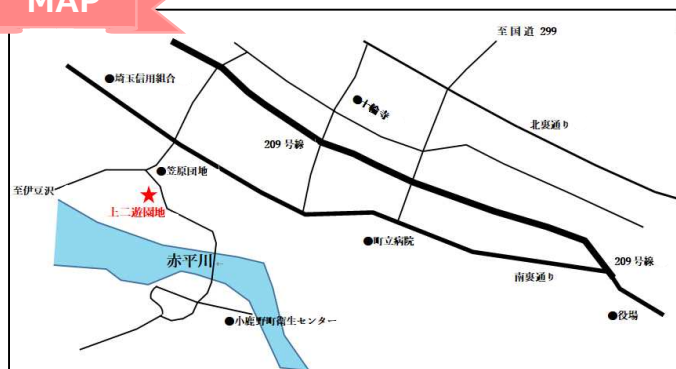 MAP
至国道 299
●埼玉信用組合
●十輪寺
北裏通り
209 号線
●笠原団地
至伊豆沢
上二遊園地
●町立病院
赤平川
209 号線
南裏通り
●役場
●小鹿野町衛生センター